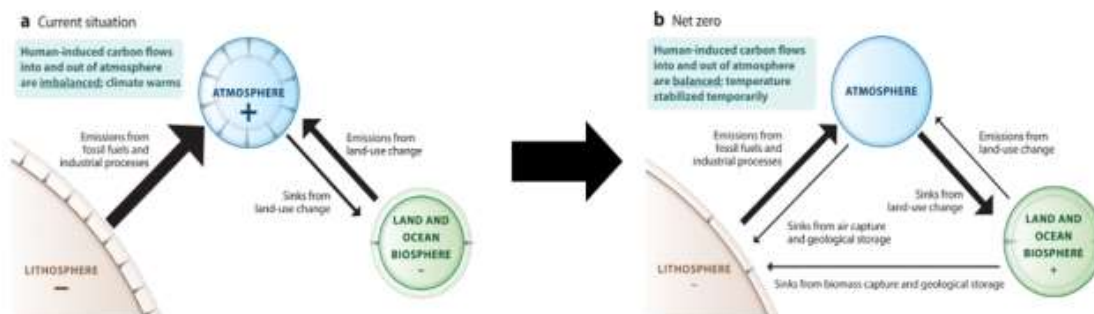 a Current situation
Human-induced carbon flows
into and out of atmosphere
are imbalanced; climate warms
ATMOSPHERE
+
Emissions from
fossil fuels and
industrial processes
Emissions from
land-use change
Sinks from
land-use change
LAND AND
OCEAN
BIOSPHERE
-
LITHOSPHERE
–
b Net zero
Human-induced carbon flows
into and out of atmosphere
are balanced; temperature
stabilized temporarily
ATMOSPHERE
Emissions from
fossil fuels and
industrial processes
Emissions from
land-use change
Sinks from
land-use change
Sinks from air capture
and geological storage
LAND AND
OCEAN
BIOSPHERE
+
LITHOSPHERE
-
Sinks from biomass capture and geological storage